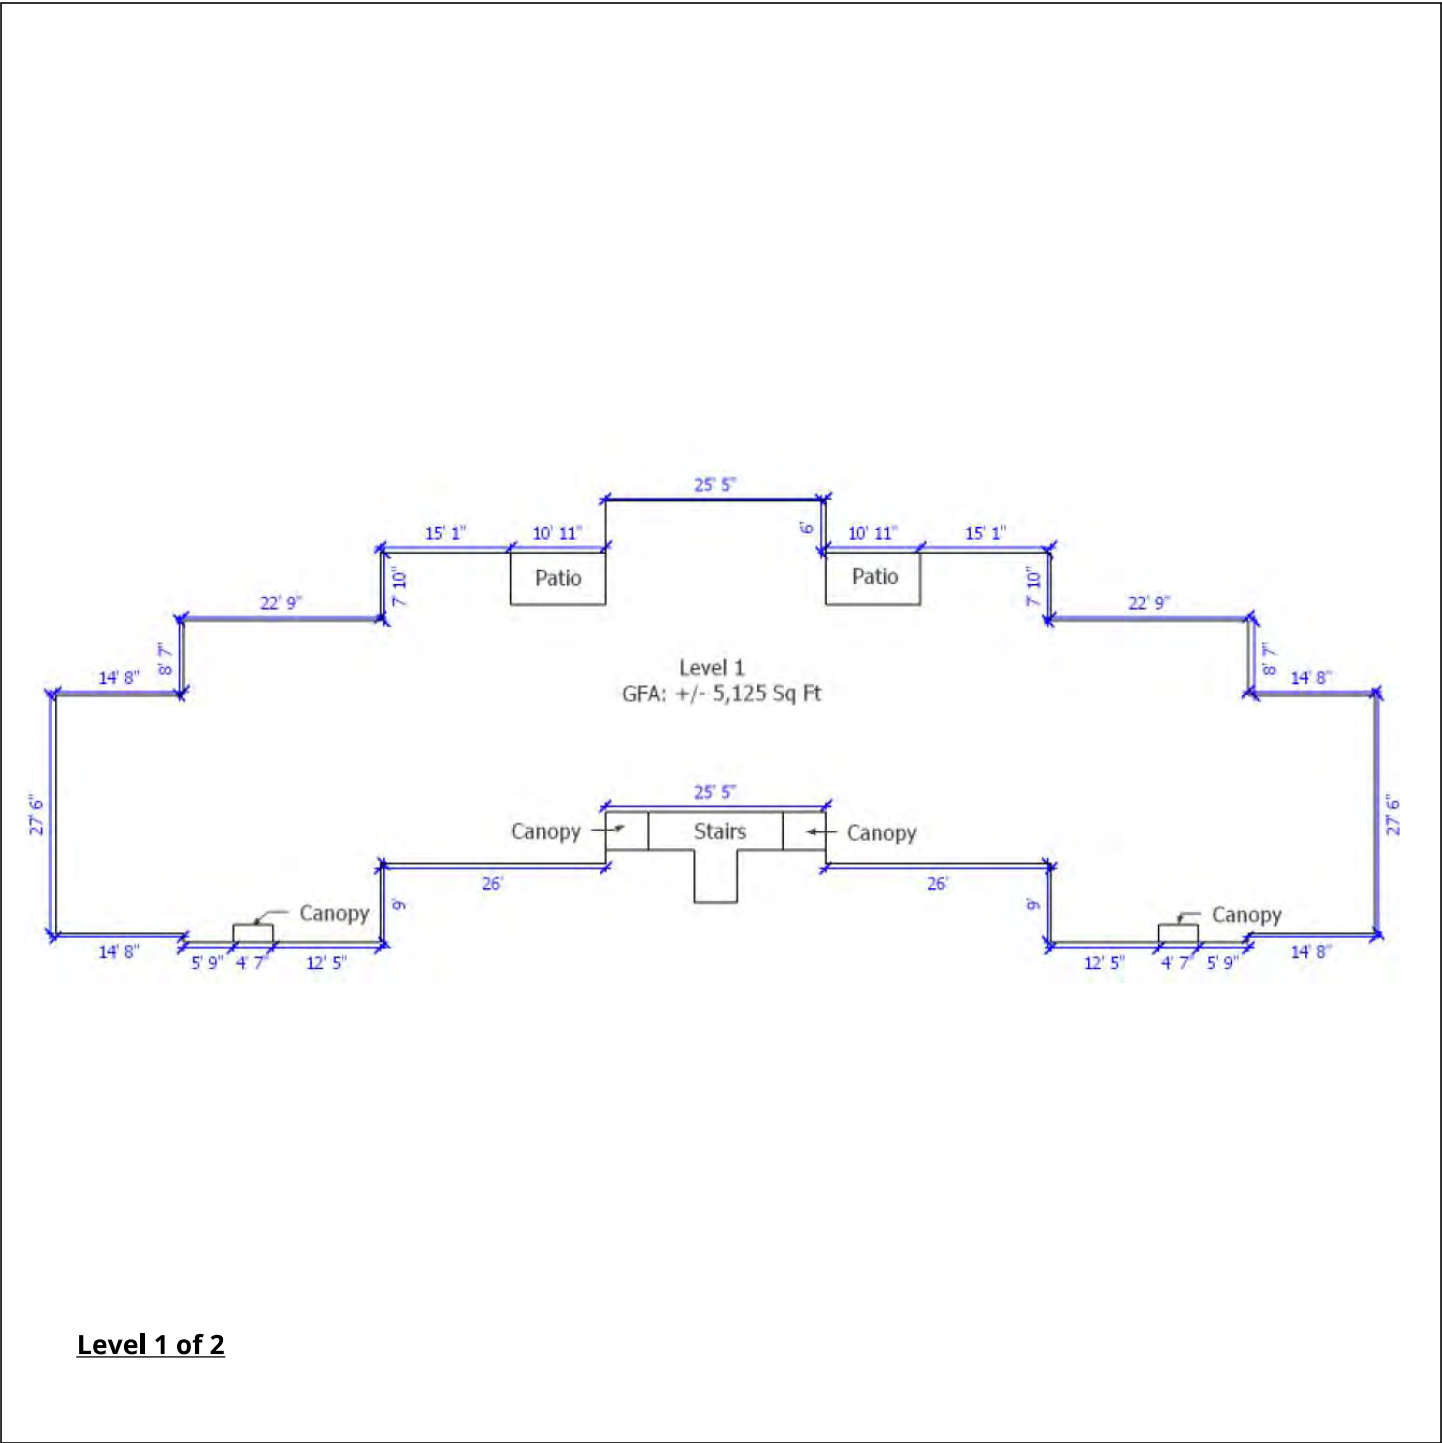 25' 5"
15' 1"
10' 11"
6'
10' 11"
15' 1"
Patio
Patio
7' 10"
7' 10"
22' 9"
22' 9"
8' 7"
8' 7"
14' 8"
14' 8"
Level 1
GFA: +/- 5,125 Sq Ft
25' 5"
27' 6"
27' 6"
Canopy
Stairs
Canopy
26'
26'
9'
9'
Canopy
Canopy
14' 8"
5' 9"
4' 7"
12' 5"
12' 5"
4' 7"
5' 9"
14' 8"
Level 1 of 2